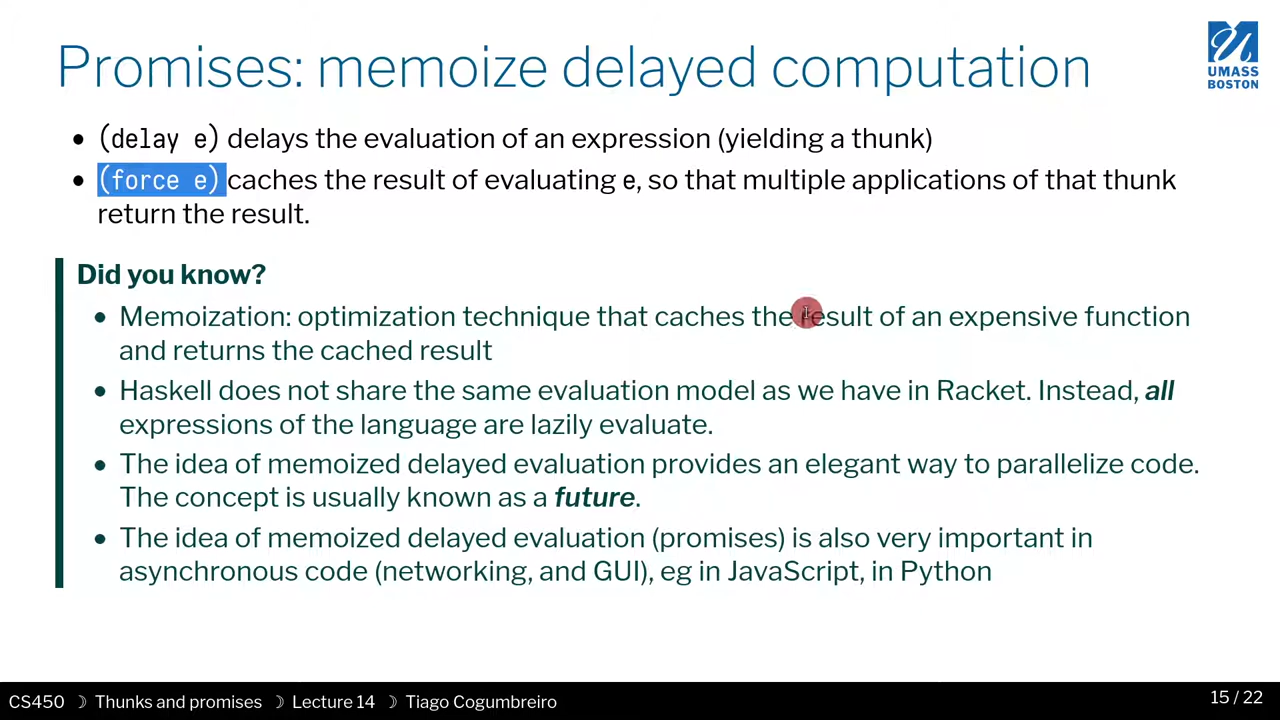 Promises: memoize delayed computation
UMASS
BOSTON
• (delay e) delays the evaluation of an expression (yielding a thunk)
• (force e) caches the result of evaluating e, so that multiple applications of that thunk
return the result.
Did you know?
• Memoization: optimization technique that caches the result of an expensive function
and returns the cached result
• Haskell does not share the same evaluation model as we have in Racket. Instead, all
expressions of the language are lazily evaluate.
• The idea of memoized delayed evaluation provides an elegant way to parallelize code.
The concept is usually known as a future.
• The idea of memoized delayed evaluation (promises) is also very important in
asynchronous code (networking, and GUI), eg in JavaScript, in Python
CS450 ☽ Thunks and promises ☽ Lecture 14 ☽ Tiago Cogumbreiro
15 / 22